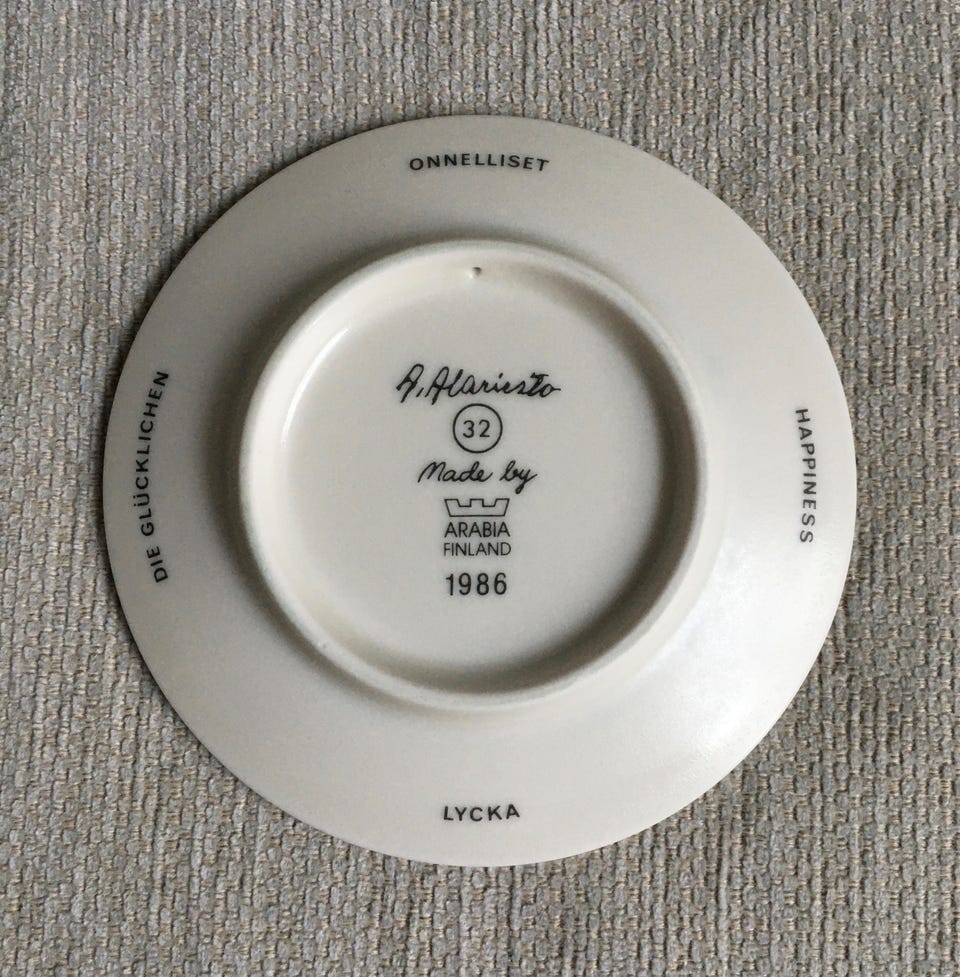 ONNELLISET
DIE GLÜCKLICHEN
A. Alariesto
32
Made by
ARABIA
FINLAND
1986
HAPPINESS
LYCKA